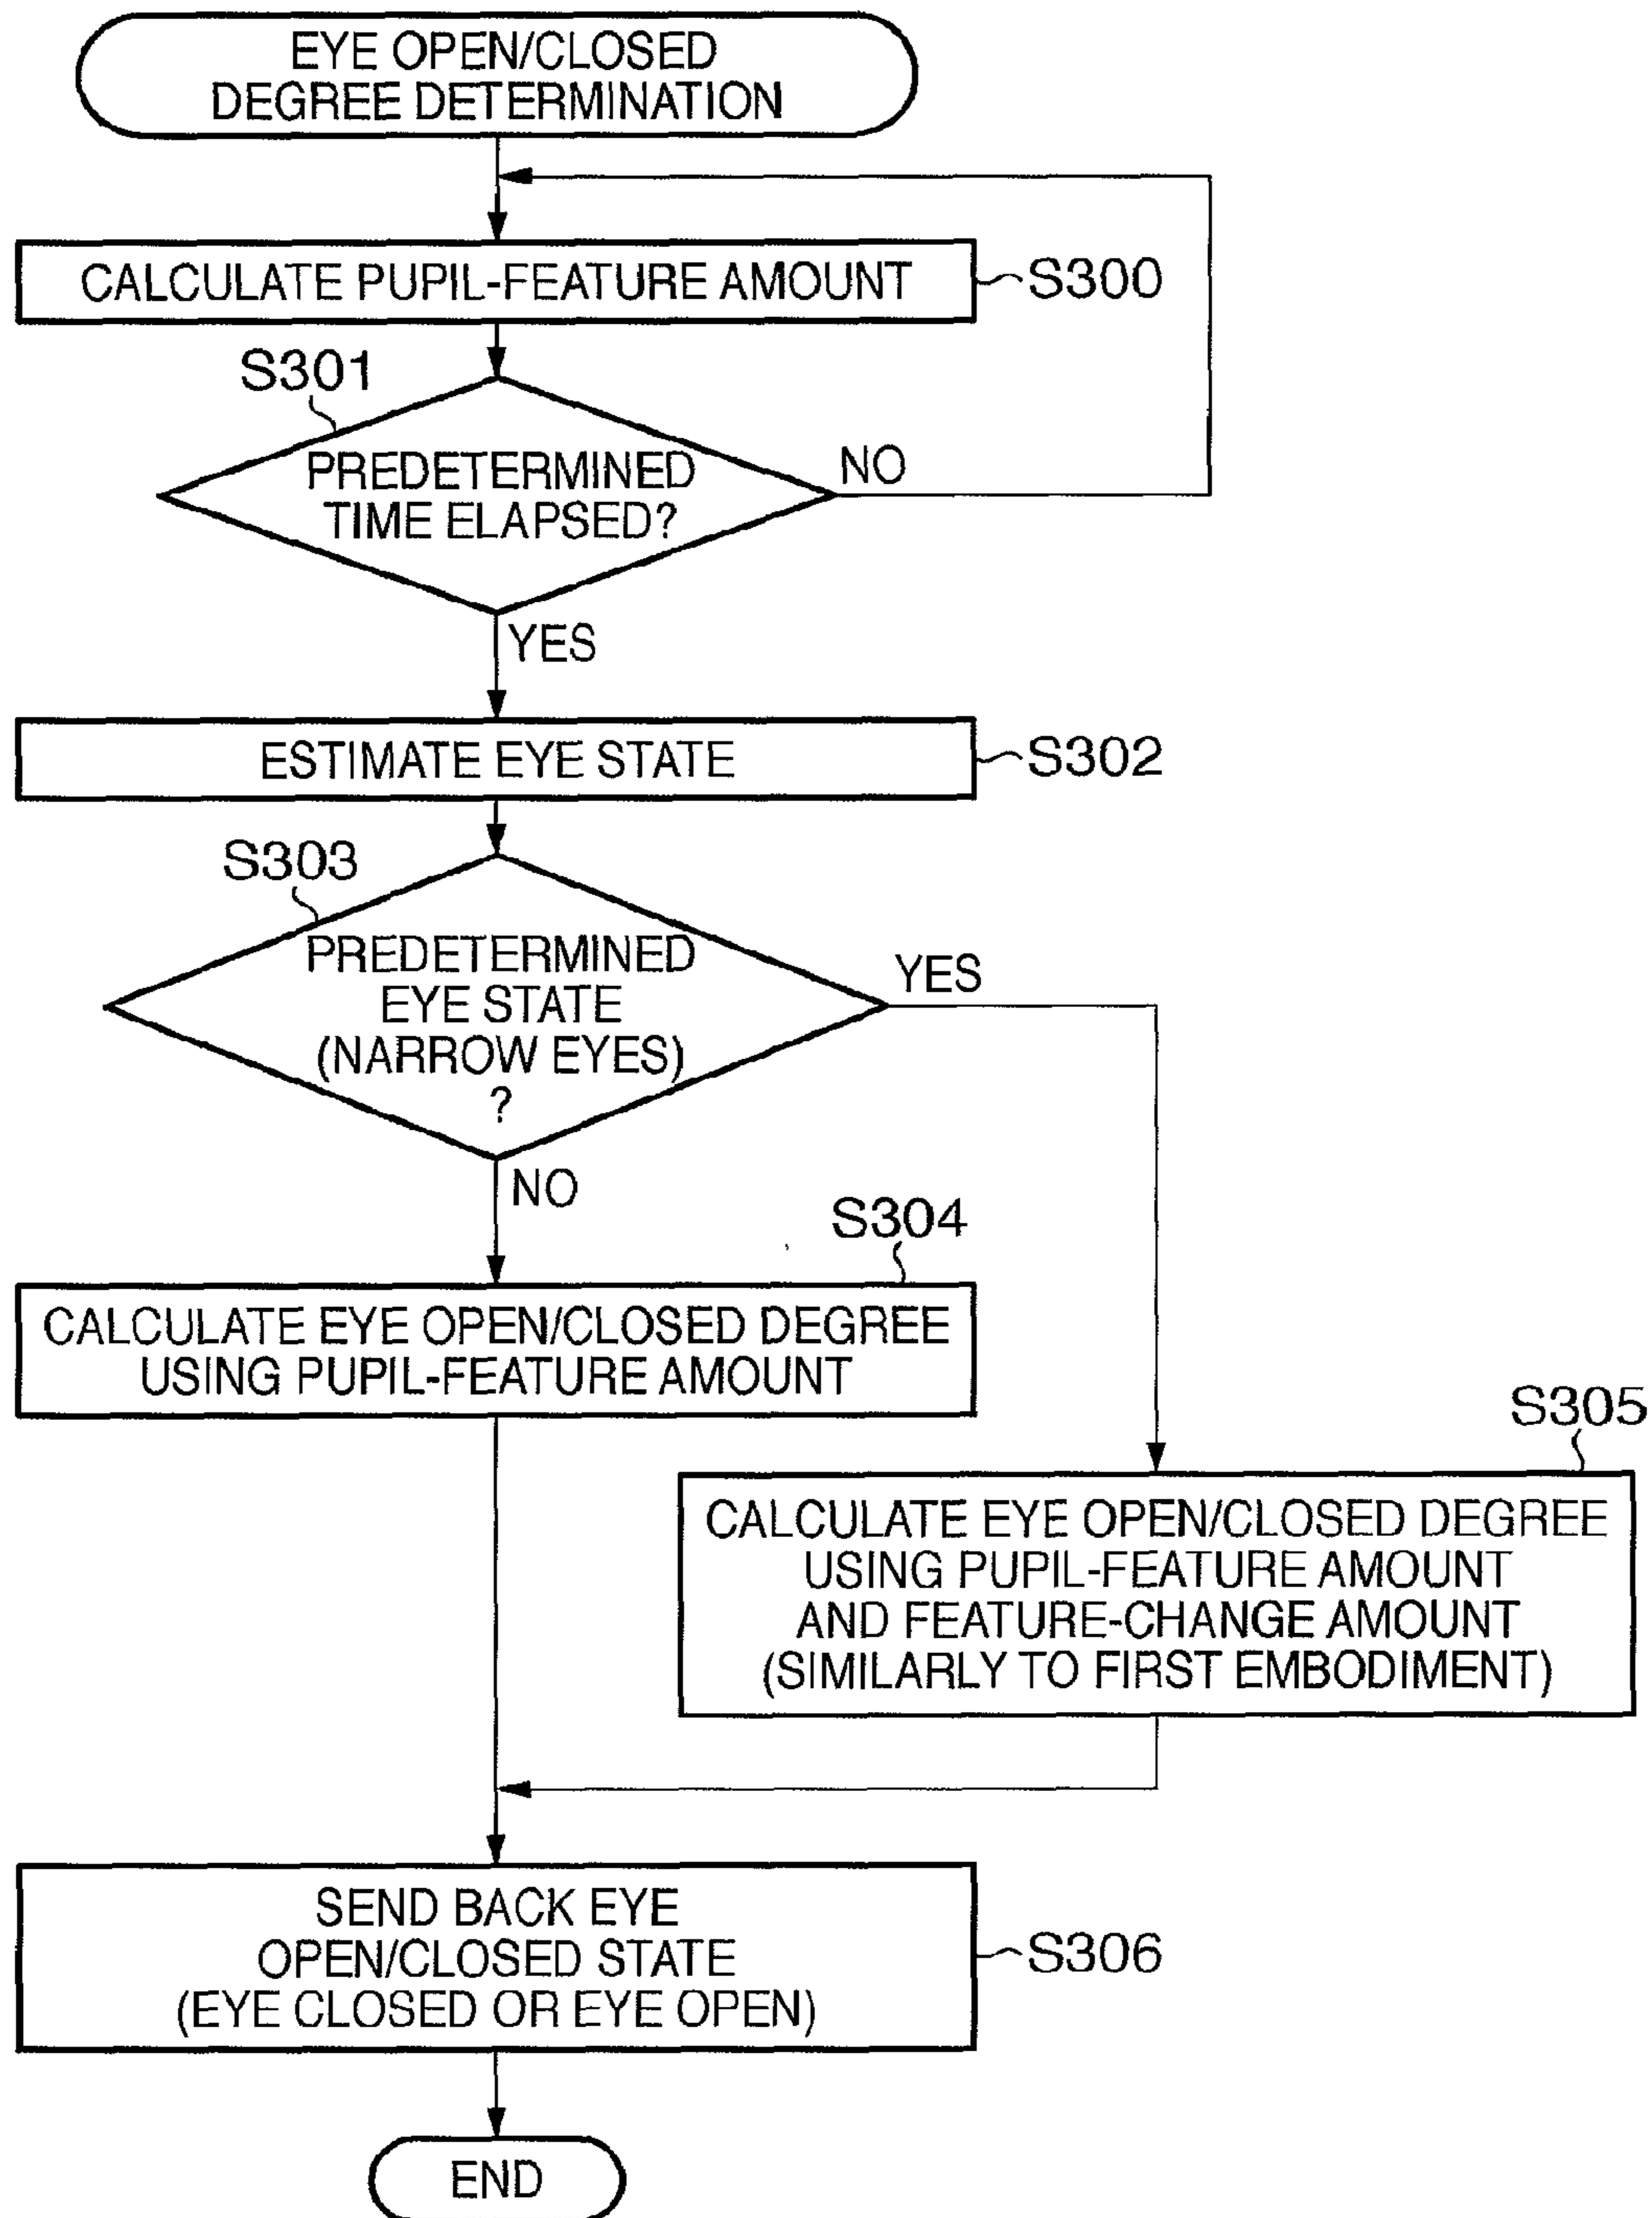 EYE OPEN/CLOSED
DEGREE DETERMINATION
CALCULATE PUPIL-FEATURE AMOUNT
S300
S301
PREDETERMINED
TIME ELAPSED?
NO
YES
ESTIMATE EYE STATE
S302
S303
PREDETERMINED
EYE STATE
(NARROW EYES)
?
YES
NO
S304
CALCULATE EYE OPEN/CLOSED DEGREE
USING PUPIL-FEATURE AMOUNT
S305
CALCULATE EYE OPEN/CLOSED DEGREE
USING PUPIL-FEATURE AMOUNT
AND FEATURE-CHANGE AMOUNT
(SIMILARLY TO FIRST EMBODIMENT)
SEND BACK EYE
OPEN/CLOSED STATE
(EYE CLOSED OR EYE OPEN)
S306
END